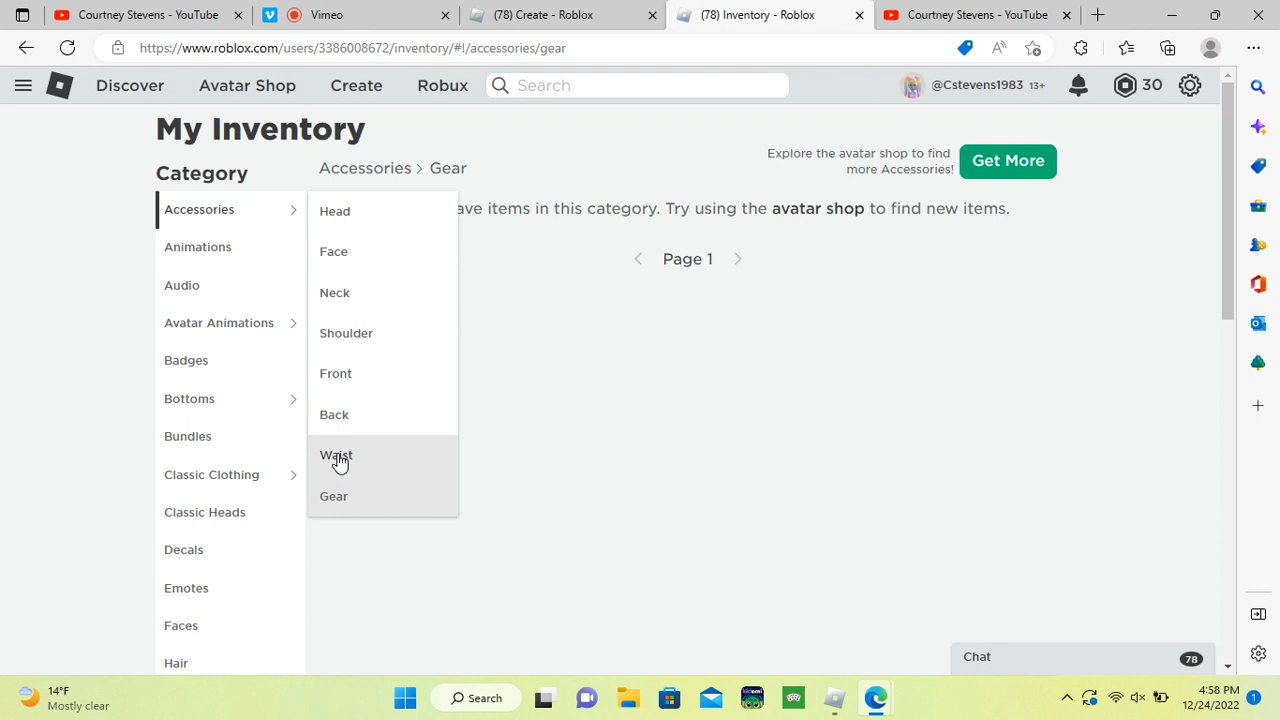 Courtney Stevens - YouTube
Vimeo
(78) Create - Roblox
(78) Inventory - Roblox
Courtney Stevens - YouTube
https://www.roblox.com/users/3386008672/inventory/#!/accessories/gear
Discover
Avatar Shop
Create
Robux
Search
@Cstevens1983 13+
30
My Inventory
Category
Accessories > Gear
Explore the avatar shop to find
more Accessories!
Get More
ave items in this category. Try using the avatar shop to find new items.
Page 1
Accessories
Animations
Audio
Avatar Animations
Badges
Bottoms
Bundles
Classic Clothing
Classic Heads
Decals
Emotes
Faces
Hair
Head
Face
Neck
Shoulder
Front
Back
Waist
Gear
Chat
78
14°F
Mostly clear
Search
kidomi
4:58 PM
12/24/2022
1